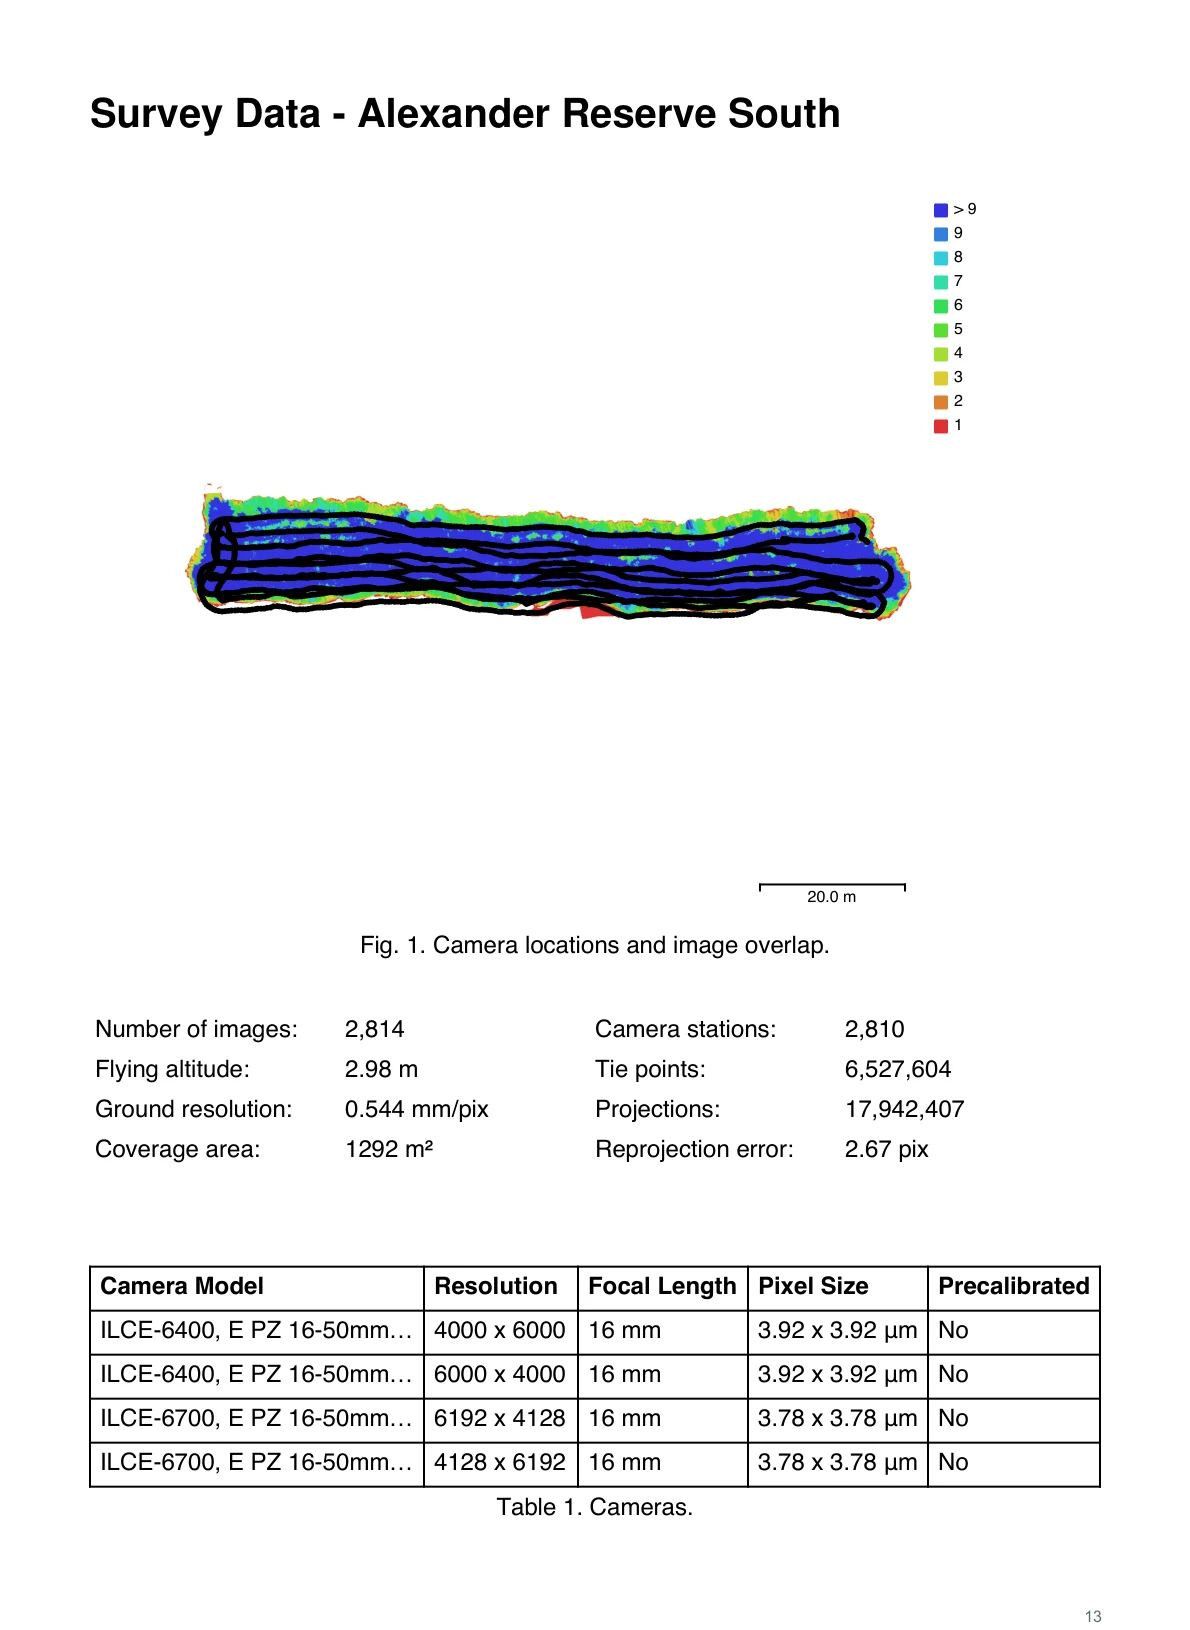 Survey Data - Alexander Reserve South
> 9
9
8
7
6
5
4
3
2
1
20.0 m
Fig. 1. Camera locations and image overlap.
Number of images: 2,814 Camera stations: 2,810
Flying altitude: 2.98 m Tie points: 6,527,604
Ground resolution: 0.544 mm/pix Projections: 17,942,407
Coverage area: 1292 m² Reprojection error: 2.67 pix
Camera Model Resolution Focal Length Pixel Size Precalibrated
ILCE-6400, E PZ 16-50mm… 4000 x 6000 16 mm 3.92 x 3.92 μm No
ILCE-6400, E PZ 16-50mm… 6000 x 4000 16 mm 3.92 x 3.92 μm No
ILCE-6700, E PZ 16-50mm… 6192 x 4128 16 mm 3.78 x 3.78 μm No
ILCE-6700, E PZ 16-50mm… 4128 x 6192 16 mm 3.78 x 3.78 μm No
Table 1. Cameras.
13